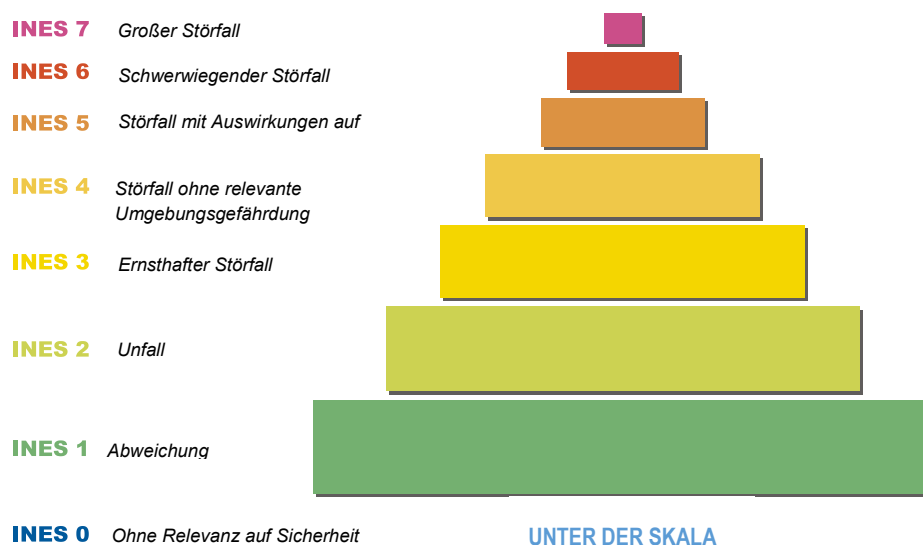 INES 7 Großer Störfall
INES 6 Schwerwiegender Störfall
INES 5 Störfall mit Auswirkungen auf
INES 4 Störfall ohne relevante
Umgebungsgefährdung
INES 3 Ernsthafter Störfall
INES 2 Unfall
INES 1 Abweichung
INES 0 Ohne Relevanz auf Sicherheit UNTER DER SKALA